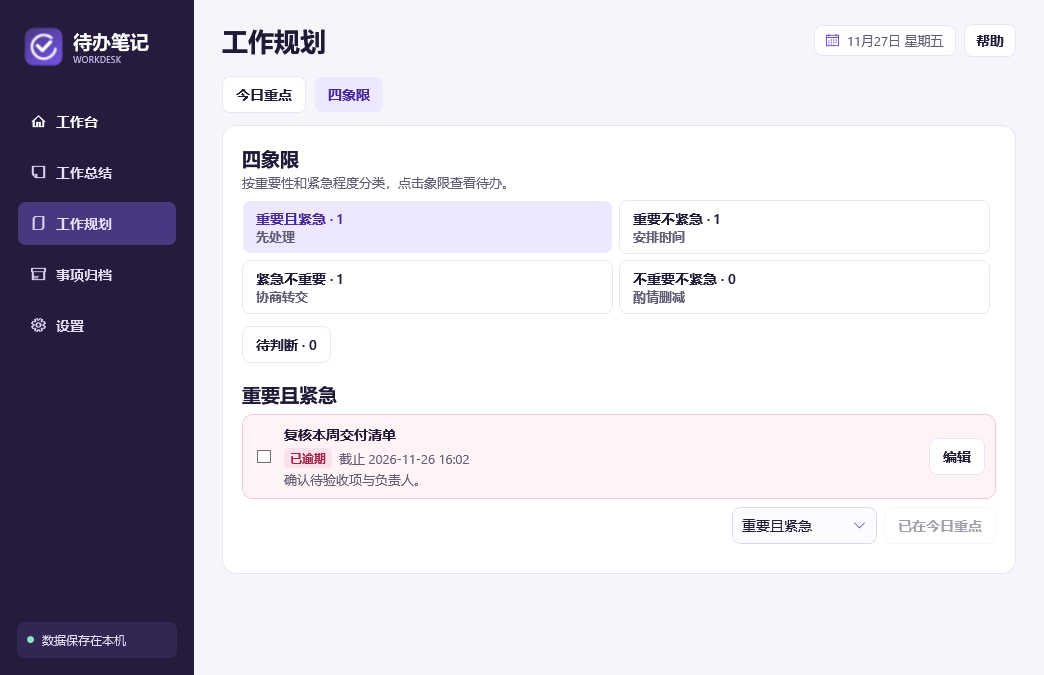 待办笔记
WORKDESK
工作台
工作总结
工作规划
事项归档
设置
数据保存在本机
工作规划
11月27日 星期五
帮助
今日重点
四象限
四象限
按重要性和紧急程度分类，点击象限查看待办。
重要且紧急 · 1
先处理
重要不紧急 · 1
安排时间
紧急不重要 · 1
协商转交
不重要不紧急 · 0
酌情删减
待判断 · 0
重要且紧急
复核本周交付清单
已逾期 截止 2026-11-26 16:02
确认待验收项与负责人。
编辑
重要且紧急
已在今日重点